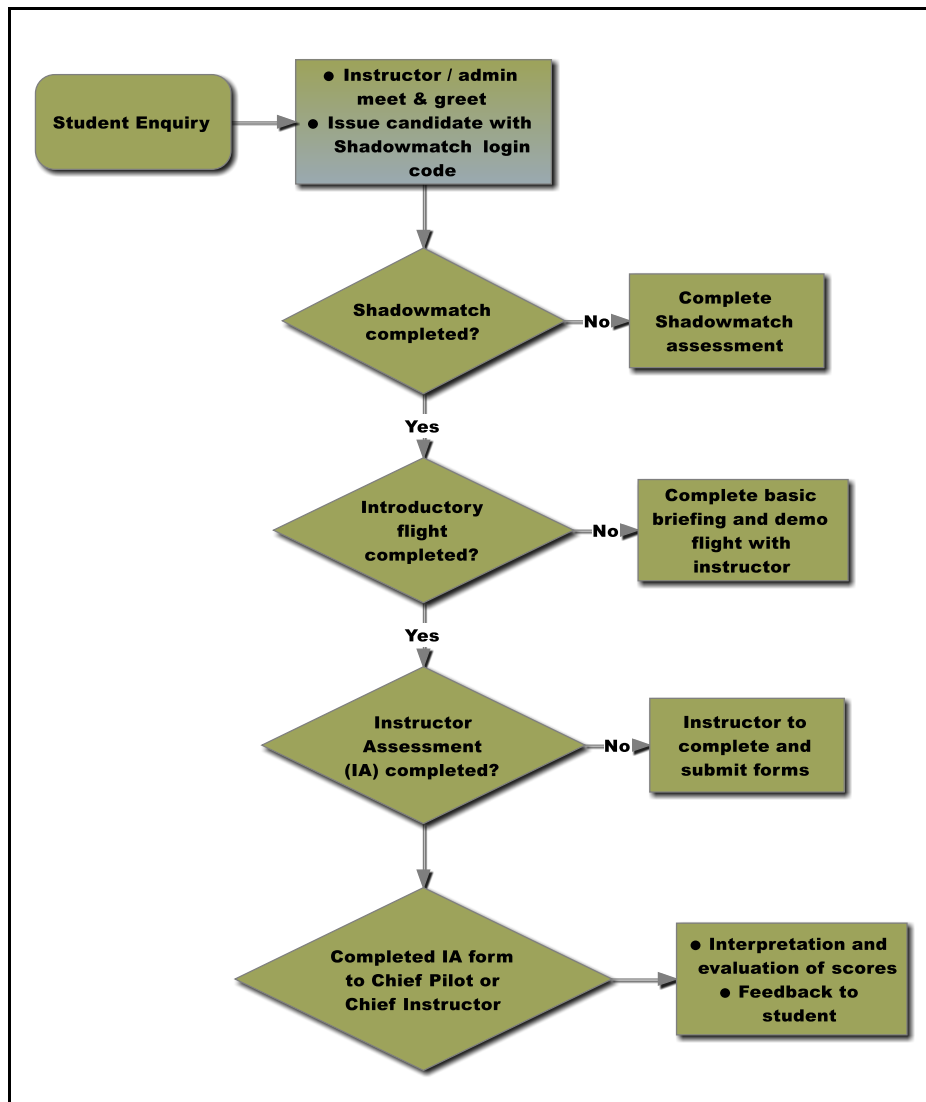 Student Enquiry
● Instructor / admin
meet & greet
● Issue candidate with
Shadowmatch login
code
Shadowmatch
completed?
No
Complete
Shadowmatch
assessment
Yes
Introductory
flight
completed?
No
Complete basic
briefing and demo
flight with
instructor
Yes
Instructor
Assessment
(IA) completed?
No
Instructor to
complete and
submit forms
Completed IA form
to Chief Pilot or
Chief Instructor
● Interpretation and
evaluation of scores
● Feedback to
student